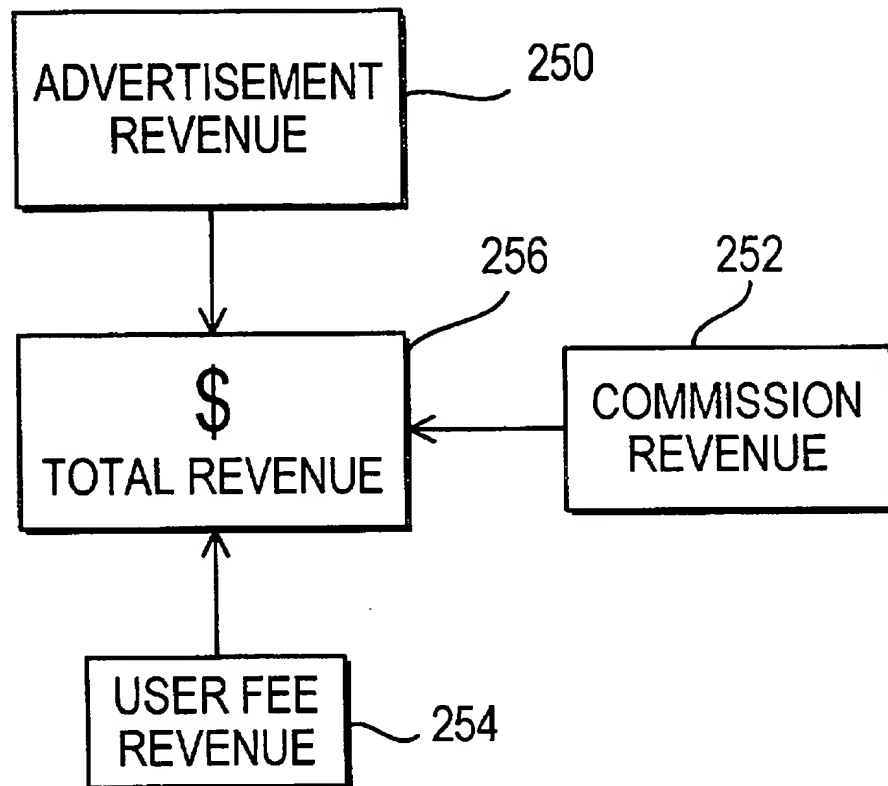 ADVERTISEMENT
REVENUE
250
256
252
$
TOTAL REVENUE
COMMISSION
REVENUE
USER FEE
REVENUE
254